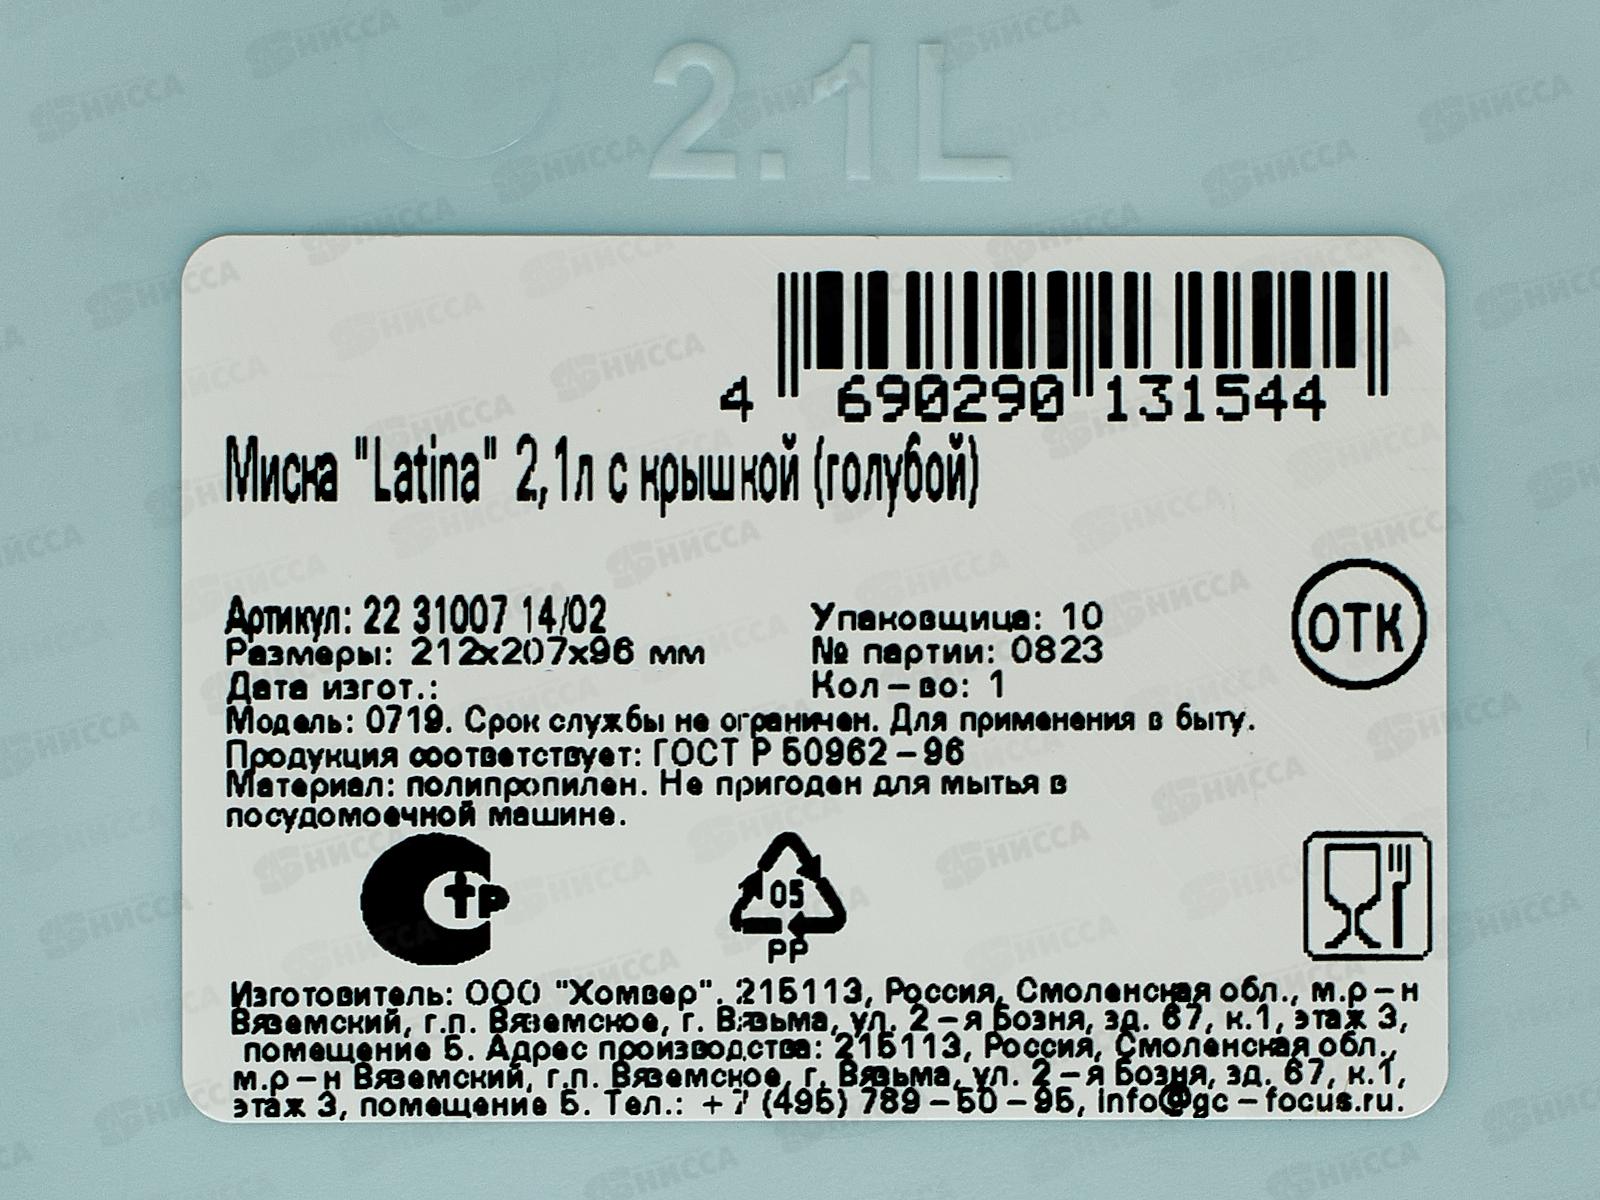 2.1L
4 690290 131544
Миска "Latina" 2,1л с крышкой (голубой)
Артикул: 22 31007 14/02
Размеры: 212x207x96 мм
Дата изгот.:
Упаковщица: 10
№ партии: 0823
Кол-во: 1
ОТК
Модель: 0719. Срок службы не ограничен. Для применения в быту.
Продукция соответствует: ГОСТ Р 50962-96
Материал: полипропилен. Не пригоден для мытья в
посудомоечной машине.
Стр
05
PP
Изготовитель: ООО "Хомвер". 215113, Россия, Смоленская обл., м.р-н
Вяземский, г.п. Вяземское, г. Вязьма, ул. 2-я Бозня, зд. 67, к.1, этаж 3,
помещение 5. Адрес производства: 215113, Россия, Смоленская обл.,
м.р-н Вяземский, г.п. Вяземское, г. Вязьма, ул. 2-я Бозня, зд. 67, к.1,
этаж 3, помещение 5. Тел.: +7 (495) 789-50-95, info@gc-focus.ru.
НИССА